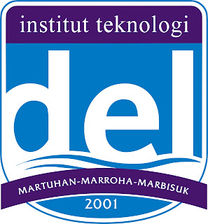 institut teknologi
del
MARTUHAN-MARROHA-MARBISUK
2001